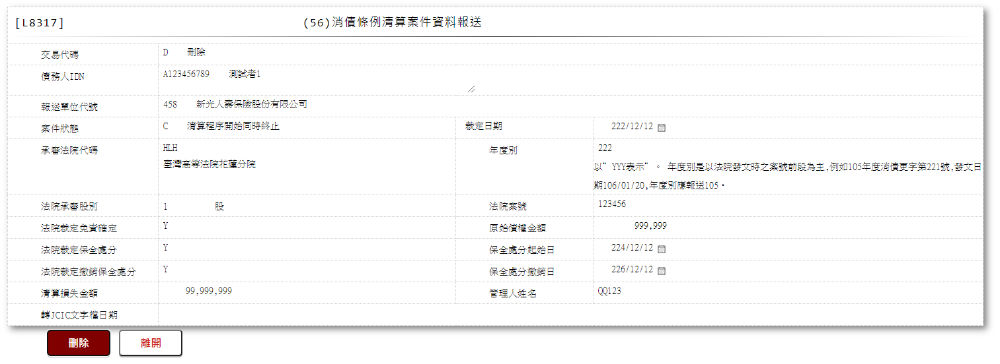 [L8317] (56)消債條例清算案件資料報送
交易代碼 D 刪除
債務人IDN A123456789 測試者1
報送單位代號 458 新光人壽保險股份有限公司
案件狀態 C 清算程序開始同時終止 裁定日期 222/12/12
承審法院代碼 HLH 年度別 222
臺灣高等法院花蓮分院 以"YYY表示"。 年度別是以法院發文時之案號前段為主,例如105年度消債更字第221號,發文日
期106/01/20,年度別應報送105。
法院承審股別 1 股 法院案號 123456
法院裁定免責確定 Y 原始債權金額 999,999
法院裁定保全處分 Y 保全處分起始日 224/12/12
法院裁定撤銷保全處分 Y 保全處分撤銷日 226/12/12
清算損失金額 99,999,999 管理人姓名 QQ123
轉JCIC文字檔日期
刪除 離開